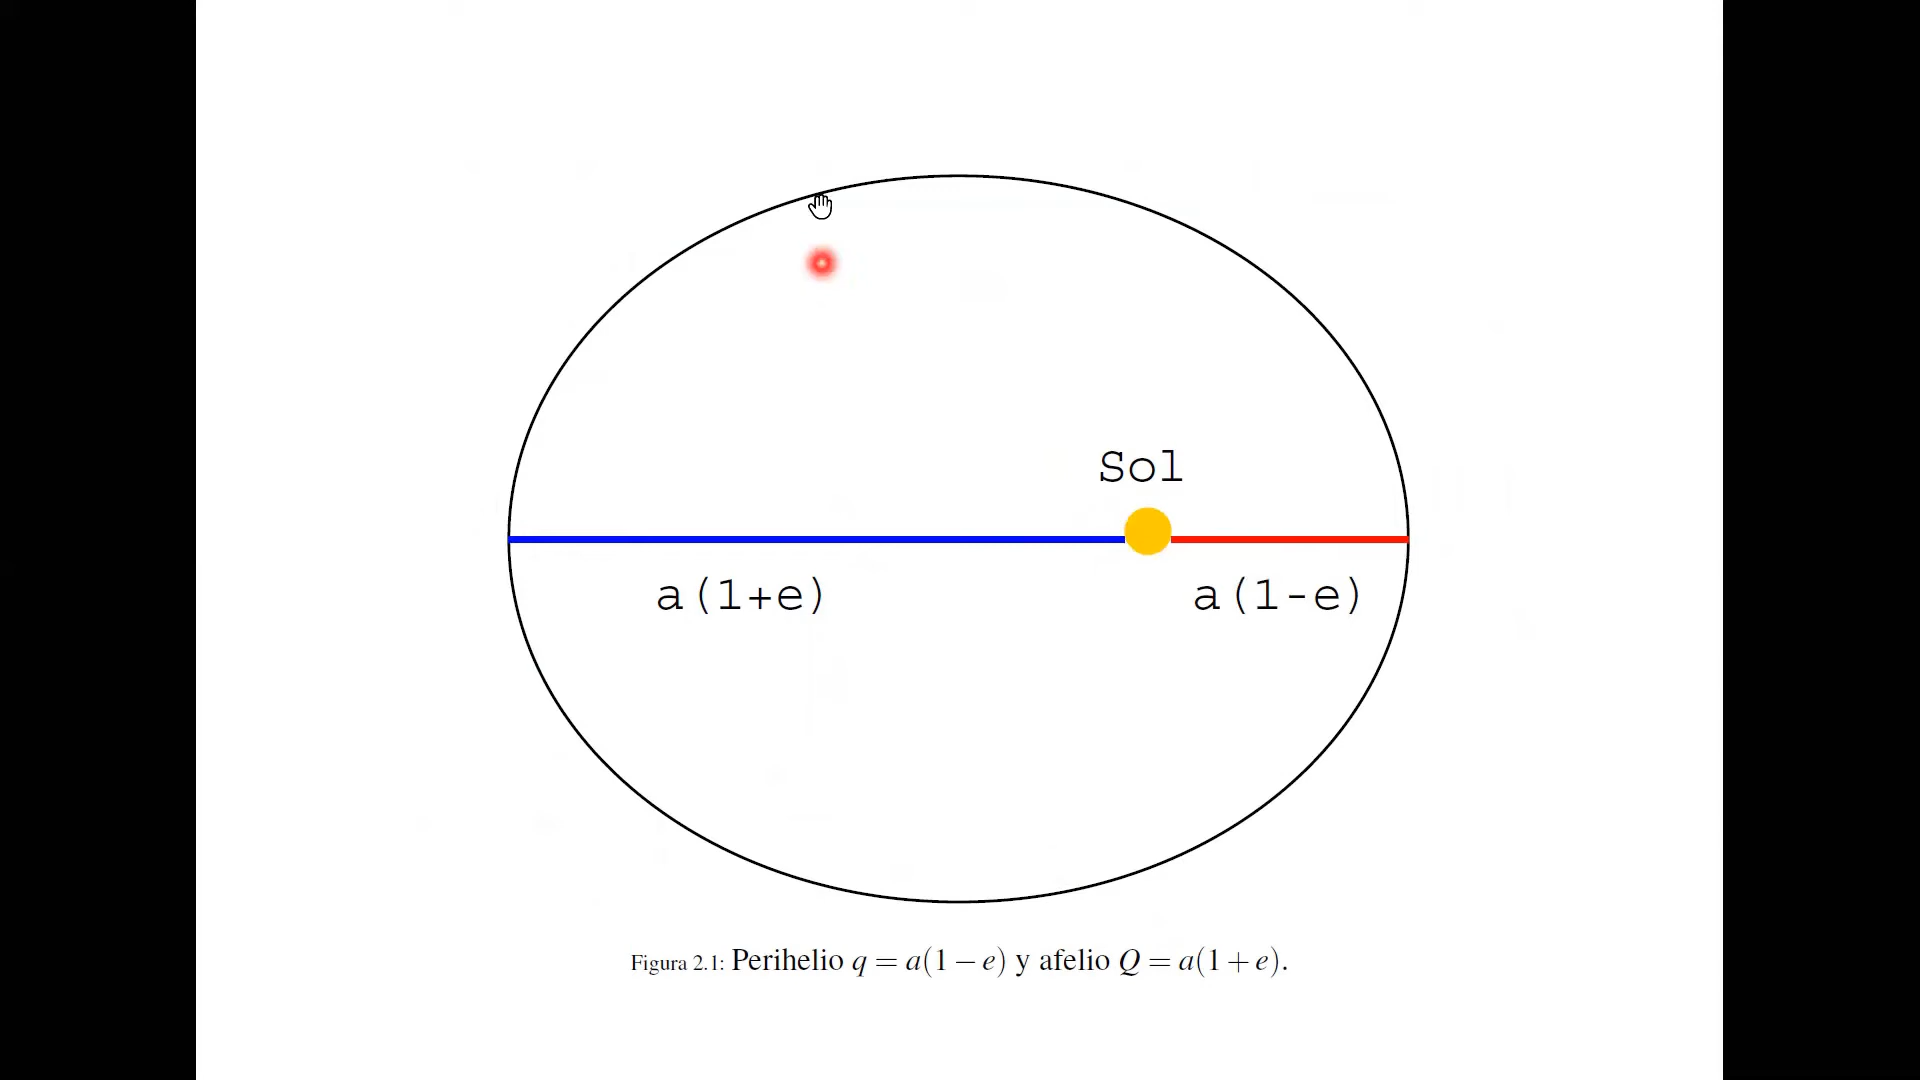 Sol
a(1+e)
a(1-e)
Figura 2.1: Perihelio q = a(1 − e) y afelio Q = a(1 + e).